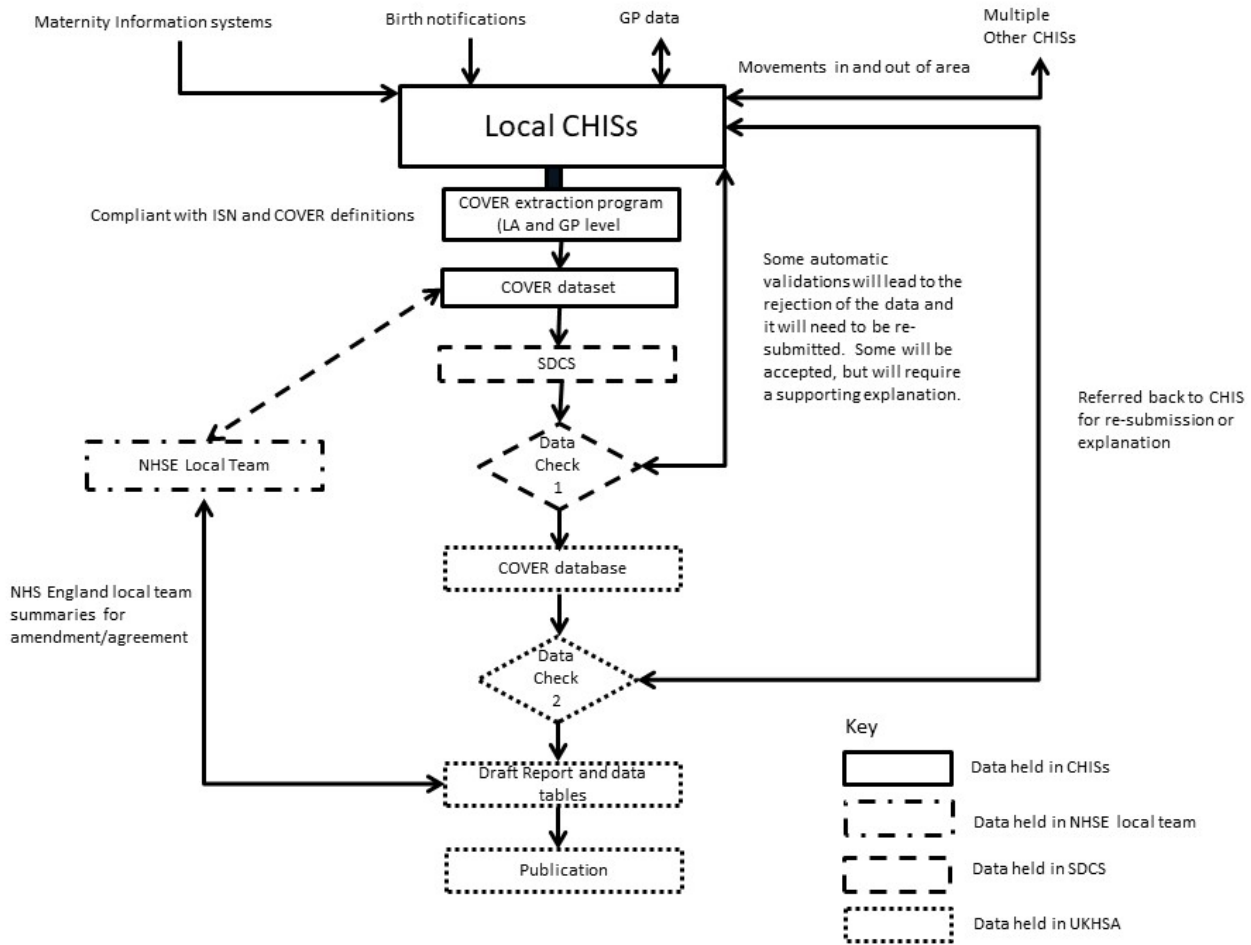 Maternity Information systems
Birth notifications
GP data
Multiple
Other CHISs
Movements in and out of area
Local CHISs
Compliant with ISN and COVER definitions
COVER extraction program
(LA and GP level
COVER dataset
SDCS
Some automatic
validations will lead to the
rejection of the data and
it will need to be re-
submitted. Some will be
accepted, but will require
a supporting explanation.
Referred back to CHIS
for re-submission or
explanation
NHSE Local Team
Data
Check
1
COVER database
NHS England local team
summaries for
amendment/agreement
Data
Check
2
Draft Report and data
tables
Publication
Key
Data held in CHISs
Data held in NHSE local team
Data held in SDCS
Data held in UKHSA